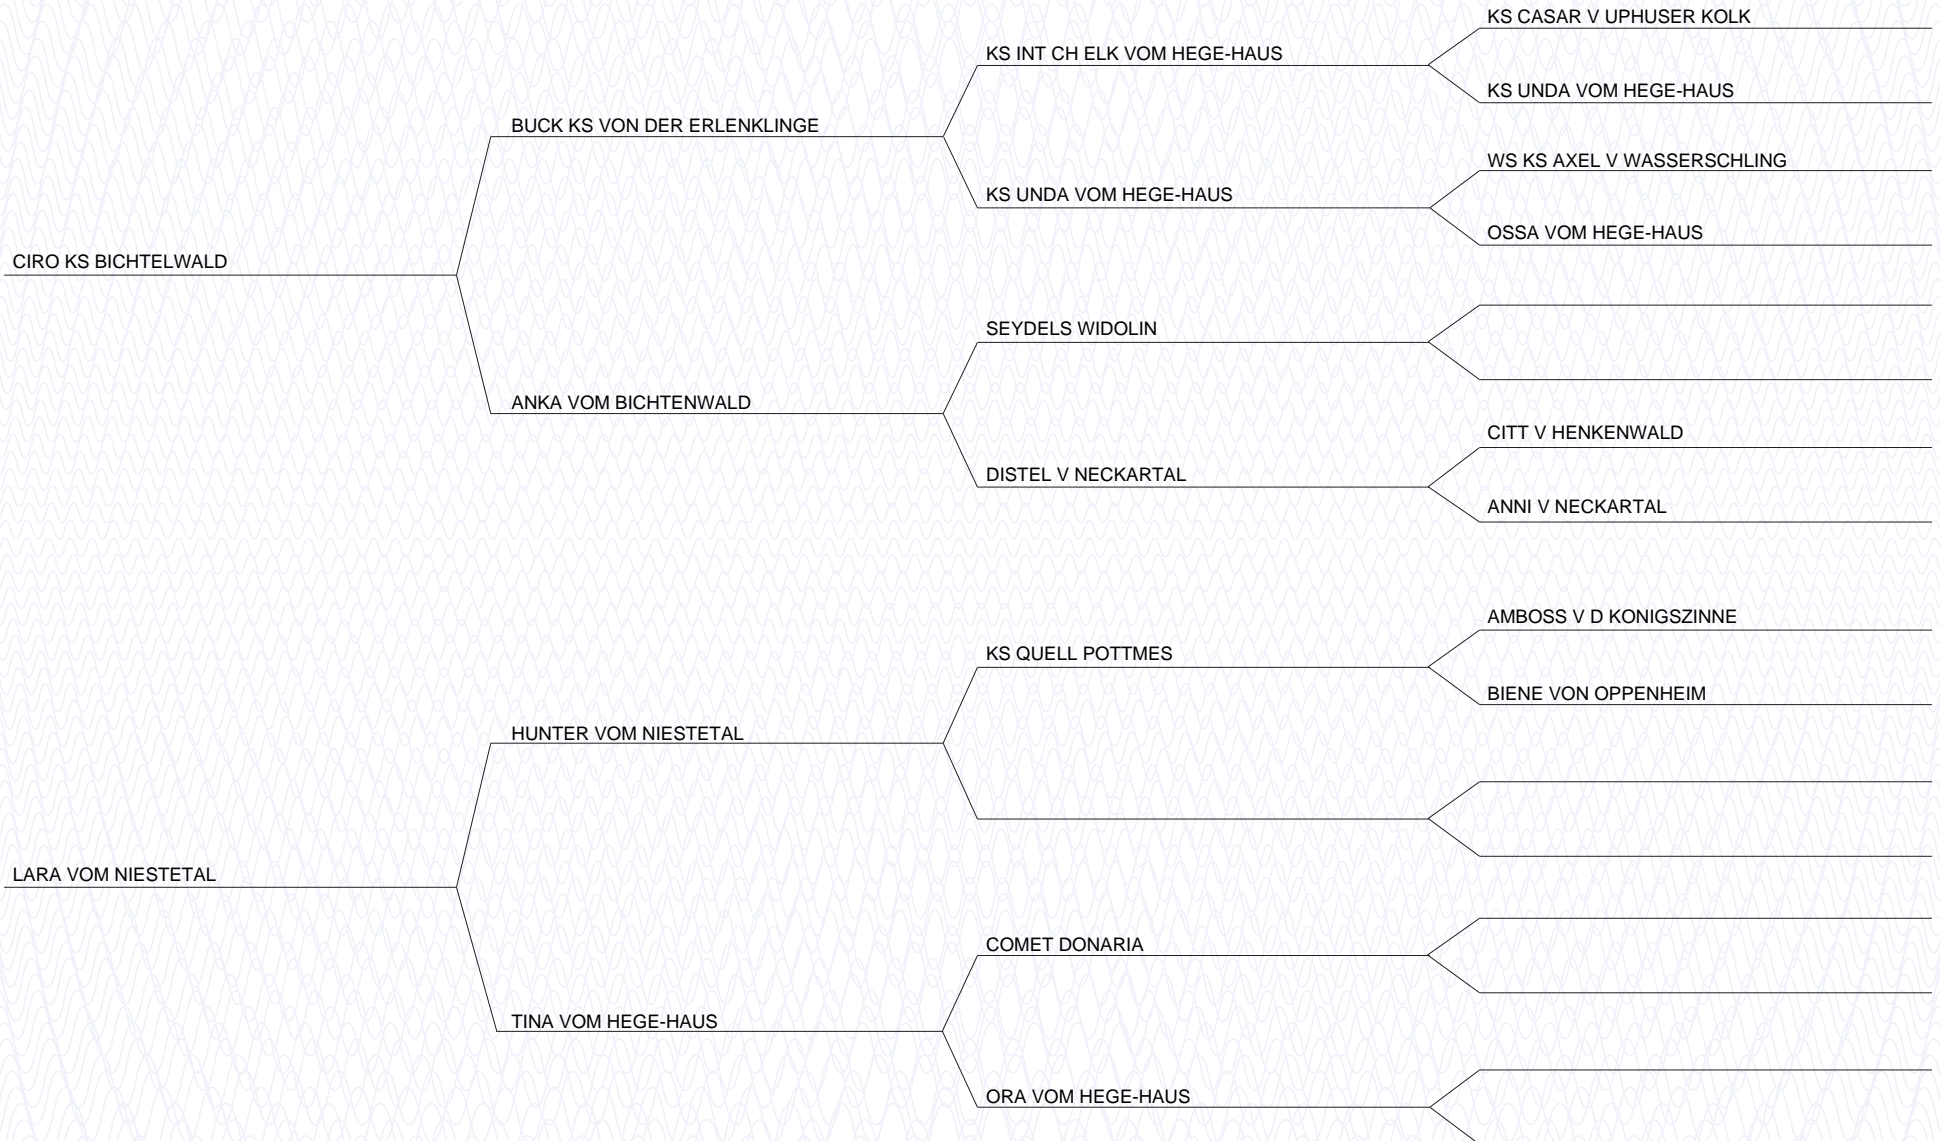 KS CASAR V UPHUSER KOLK
KS INT CH ELK VOM HEGE-HAUS
KS UNDA VOM HEGE-HAUS
BUCK KS VON DER ERLENKLINGE
WS KS AXEL V WASSERSCHLING
KS UNDA VOM HEGE-HAUS
OSSA VOM HEGE-HAUS
CIRO KS BICHTELWALD
SEYDELS WIDOLIN
ANKA VOM BICHTENWALD
CITT V HENKENWALD
DISTEL V NECKARTAL
ANNI V NECKARTAL
AMBOSS V D KONIGSZINNE
KS QUELL POTTMES
BIENE VON OPPENHEIM
HUNTER VOM NIESTETAL
LARA VOM NIESTETAL
COMET DONARIA
TINA VOM HEGE-HAUS
ORA VOM HEGE-HAUS